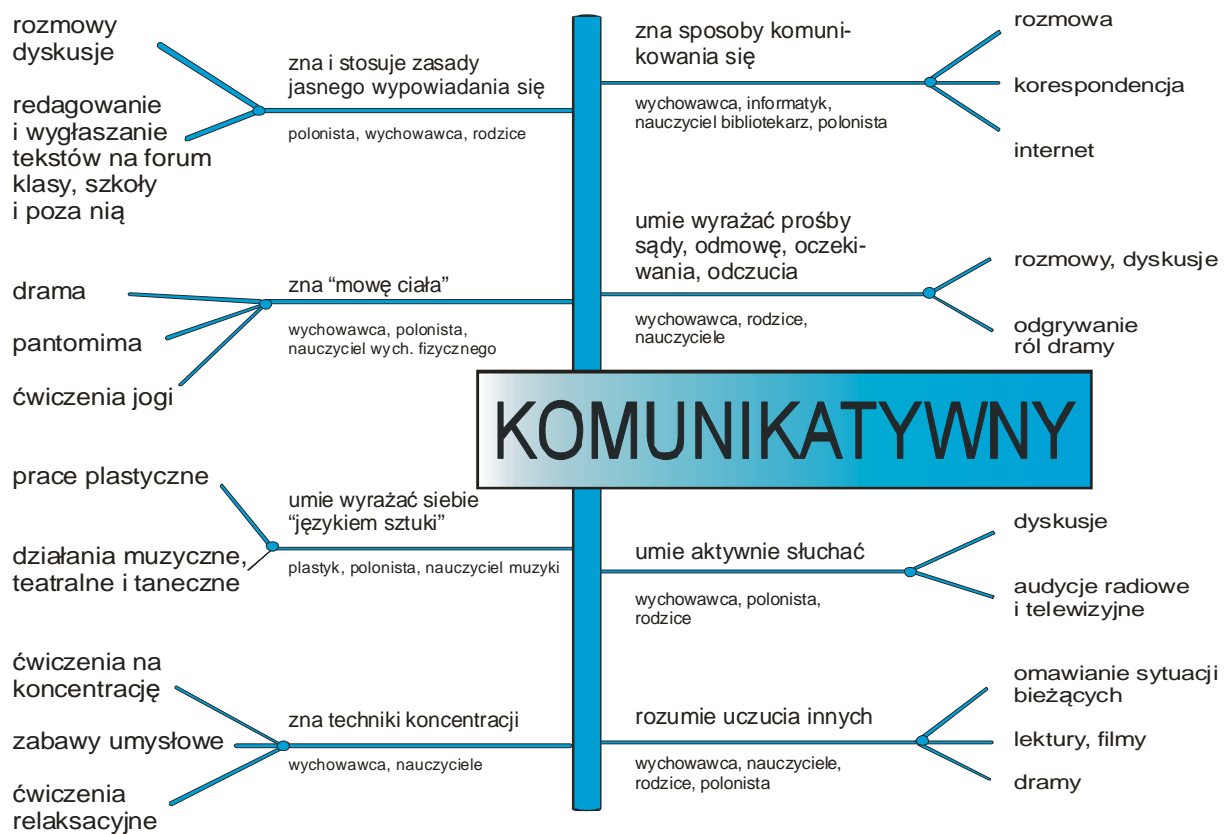 rozmowy
dyskusje
redagowanie
i wygłaszanie
tekstów na forum
klasy, szkoły
i poza nią
zna i stosuje zasady
jasnego wypowiadania się
polonista, wychowawca, rodzice
zna sposoby komuni-
kowania się
wychowawca, informatyk,
nauczyciel bibliotekarz, polonista
rozmowa
korespondencja
internet
drama
pantomima
ćwiczenia jogi
zna “mowę ciała”
wychowawca, polonista,
nauczyciel wych. fizycznego
umie wyrażać prośby
sądy, odmowę, oczeki-
wania, odczucia
wychowawca, rodzice,
nauczyciele
rozmowy, dyskusje
odgrywanie
ról dramy
KOMUNIKATYWNY
prace plastyczne
działania muzyczne,
teatralne i taneczne
umie wyrażać siebie
“językiem sztuki”
plastyk, polonista, nauczyciel muzyki
umie aktywnie słuchać
wychowawca, polonista,
rodzice
dyskusje
audycje radiowe
i telewizyjne
ćwiczenia na
koncentrację
zabawy umysłowe
ćwiczenia
relaksacyjne
zna techniki koncentracji
wychowawca, nauczyciele
rozumie uczucia innych
wychowawca, nauczyciele,
rodzice, polonista
omawianie sytuacji
bieżących
lektury, filmy
dramy